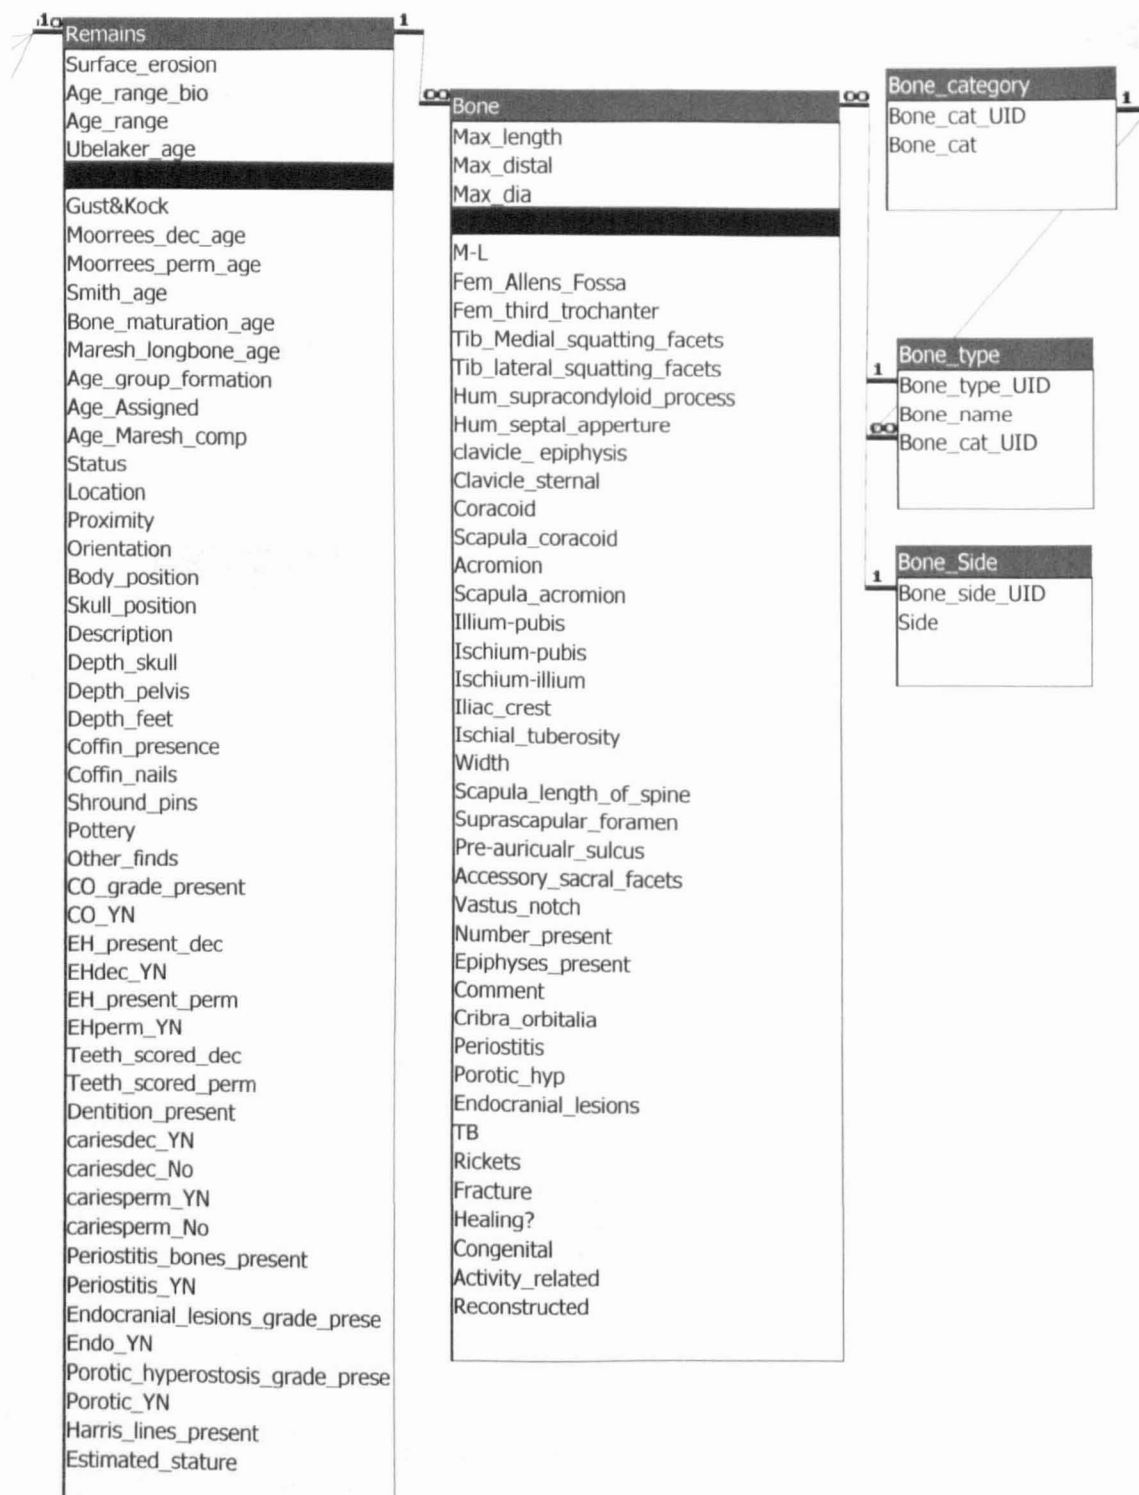 1
Remains
1
Surface_erosion
Age_range_bio
Age_range
Ubelaker_age
Gust&Kock
Moorrees_dec_age
Moorrees_perm_age
Smith_age
Bone_maturation_age
Maresh_longbone_age
Age_group_formation
Age_Assigned
Age_Maresh_comp
Status
Location
Proximity
Orientation
Body_position
Skull_position
Description
Depth_skull
Depth_pelvis
Depth_feet
Coffin_presence
Coffin_nails
Shround_pins
Pottery
Other_finds
CO_grade_present
CO_YN
EH_present_dec
EHdec_YN
EH_present_perm
EHperm_YN
Teeth_scored_dec
Teeth_scored_perm
Dentition_present
cariesdec_YN
cariesdec_No
cariesperm_YN
cariesperm_No
Periostitis_bones_present
Periostitis_YN
Endocranial_lesions_grade_prese
Endo_YN
Porotic_hyperostosis_grade_prese
Porotic_YN
Harris_lines_present
Estimated_stature
∞
Bone
∞
Max_length
Max_distal
Max_dia
M-L
Fem_Allens_Fossa
Fem_third_trochanter
Tib_Medial_squatting_facets
Tib_lateral_squatting_facets
Hum_supracondyloid_process
Hum_septal_apperture
clavicle_ epiphysis
Clavicle_sternal
Coracoid
Scapula_coracoid
Acromion
Scapula_acromion
Illium-pubis
Ischium-pubis
Ischium-illium
Iliac_crest
Ischial_tuberosity
Width
Scapula_length_of_spine
Suprascapular_foramen
Pre-auricualr_sulcus
Accessory_sacral_facets
Vastus_notch
Number_present
Epiphyses_present
Comment
Cribra_orbitalia
Periostitis
Porotic_hyp
Endocranial_lesions
TB
Rickets
Fracture
Healing?
Congenital
Activity_related
Reconstructed
Bone_category
1
Bone_cat_UID
Bone_cat
Bone_type
1
Bone_type_UID
Bone_name
∞
Bone_cat_UID
Bone_Side
1
Bone_side_UID
Side